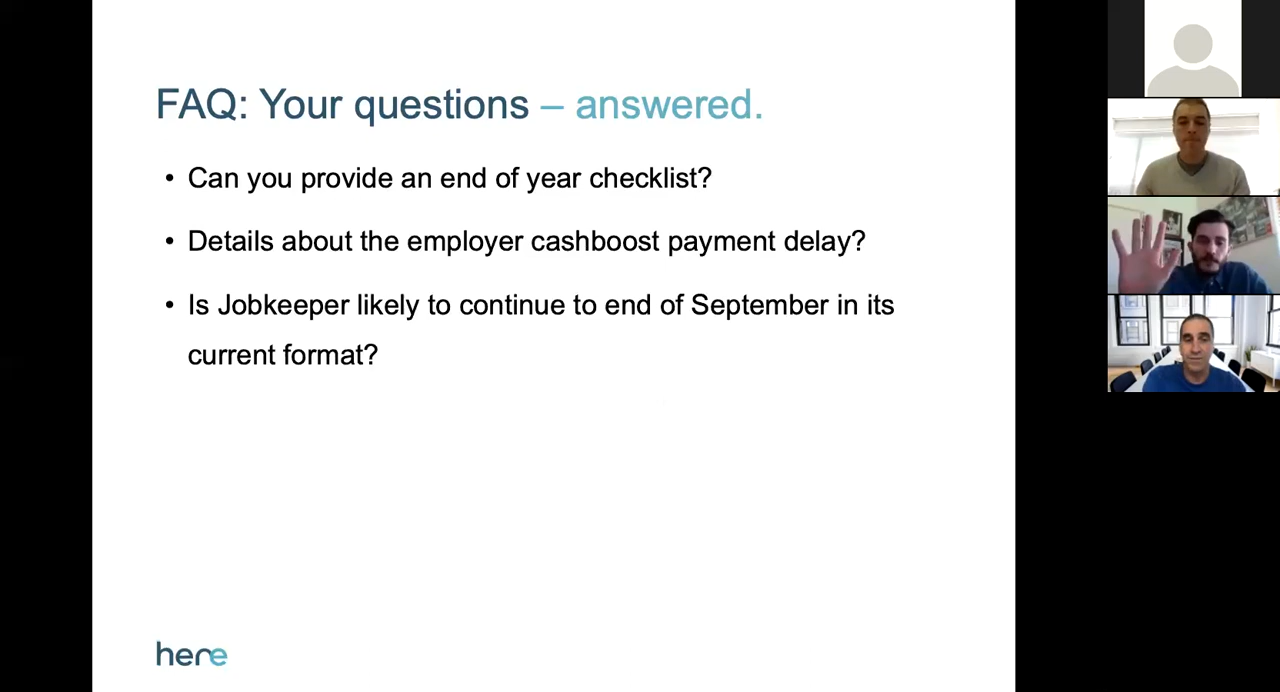 FAQ: Your questions – answered.
• Can you provide an end of year checklist?
• Details about the employer cashboost payment delay?
• Is Jobkeeper likely to continue to end of September in its
current format?
here